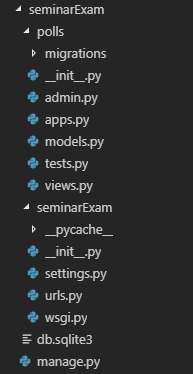 seminarExam
polls
migrations
__init__.py
admin.py
apps.py
models.py
tests.py
views.py
seminarExam
__pycache__
__init__.py
settings.py
urls.py
wsgi.py
db.sqlite3
manage.py